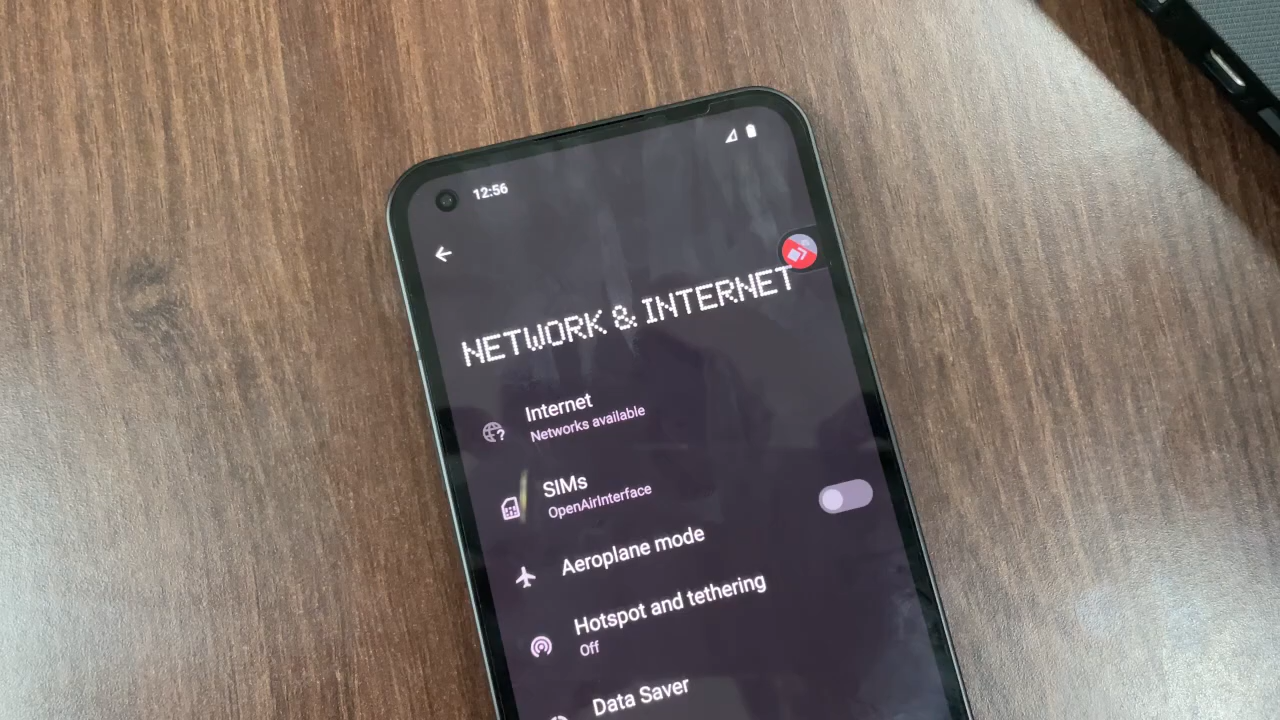 12:56
NETWORK & INTERNET
Internet
Networks available
SIMs
OpenAirInterface
Aeroplane mode
Hotspot and tethering
Off
Data Saver